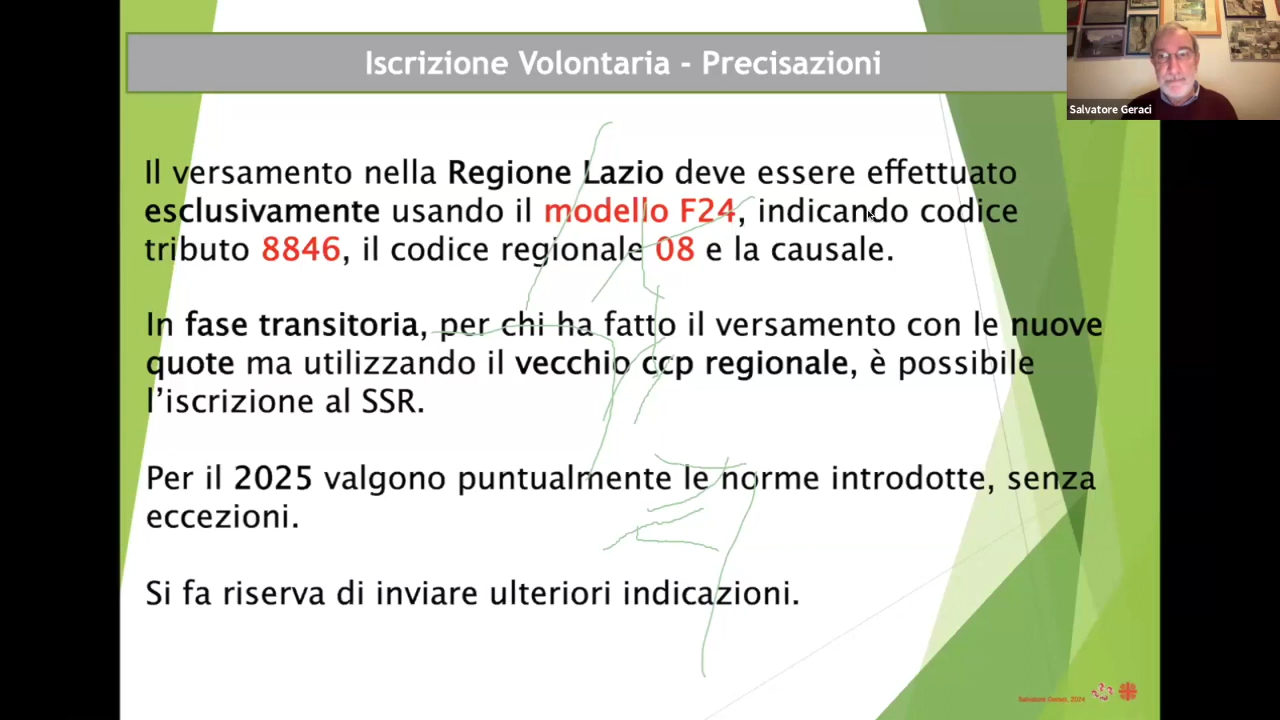 Iscrizione Volontaria - Precisazioni
Salvatore Geraci
Il versamento nella Regione Lazio deve essere effettuato
esclusivamente usando il modello F24, indicando codice
tributo 8846, il codice regionale 08 e la causale.
In fase transitoria, per chi ha fatto il versamento con le nuove
quote ma utilizzando il vecchio ccp regionale, è possibile
l’iscrizione al SSR.
Per il 2025 valgono puntualmente le norme introdotte, senza
eccezioni.
Si fa riserva di inviare ulteriori indicazioni.
Salvatore Geraci, 2024